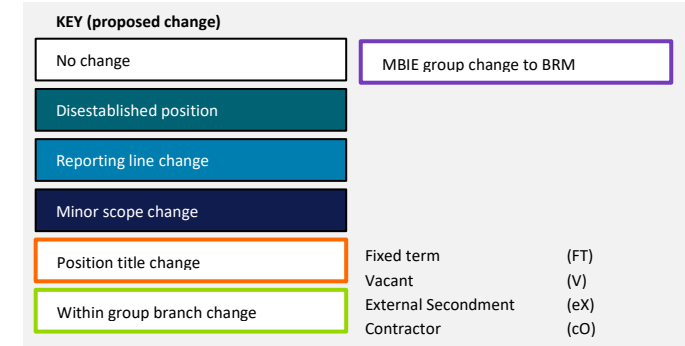 KEY (proposed change)
No change
MBIE group change to BRM
Disestablished position
Reporting line change
Minor scope change
Position title change
Within group branch change
Fixed term (FT)
Vacant (V)
External Secondment (eX)
Contractor (cO)